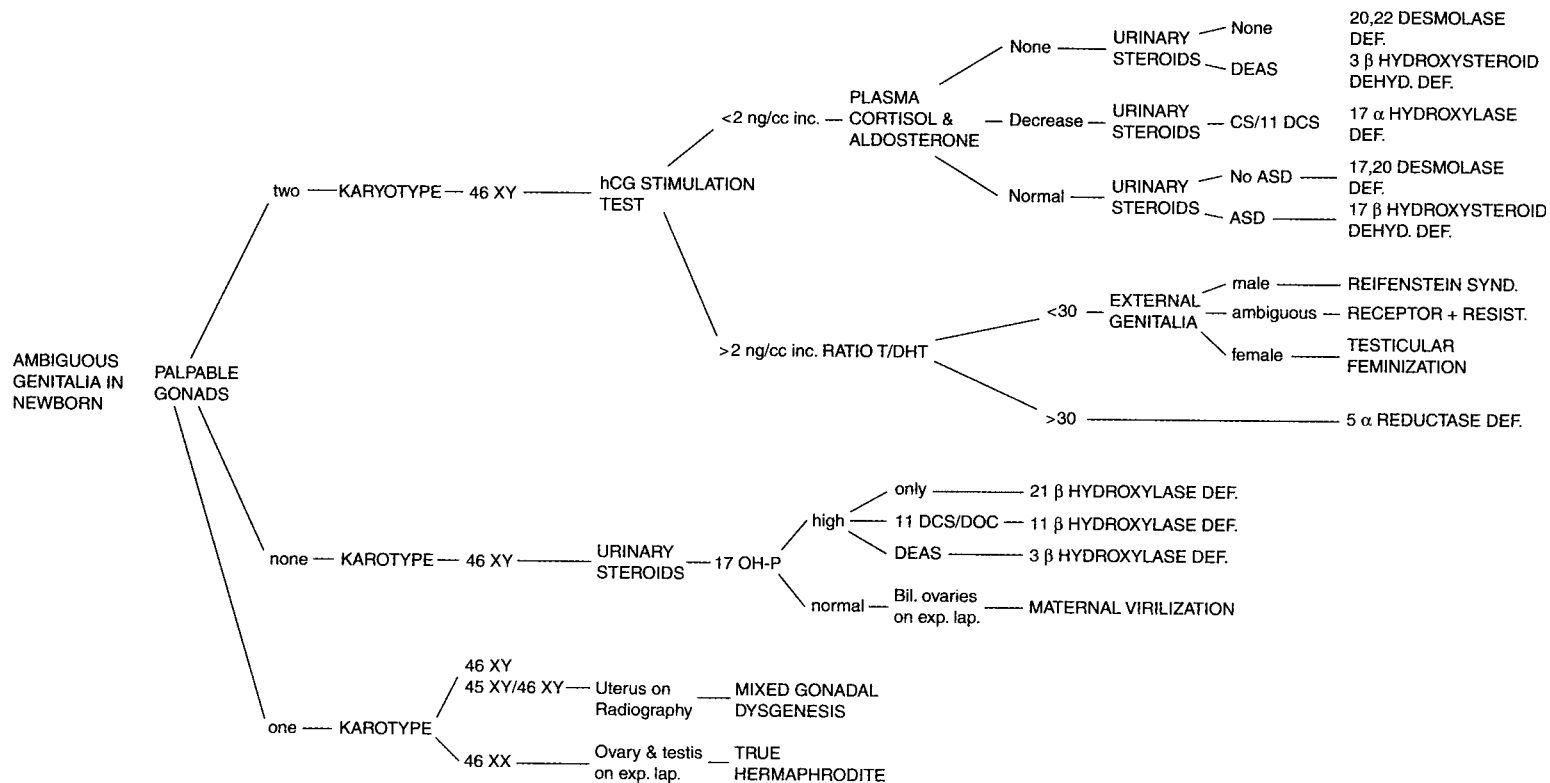 AMBIGUOUS
GENITALIA IN
NEWBORN
PALPABLE
GONADS
two
KARYOTYPE
46 XY
hCG STIMULATION
TEST
<2 ng/cc inc.
PLASMA
CORTISOL &
ALDOSTERONE
None
URINARY
STEROIDS
None
20,22 DESMOLASE
DEF.
DEAS
3 β HYDROXYSTEROID
DEHYD. DEF.
Decrease
URINARY
STEROIDS
CS/11 DCS
17 α HYDROXYLASE
DEF.
Normal
URINARY
STEROIDS
No ASD
17,20 DESMOLASE
DEF.
ASD
17 β HYDROXYSTEROID
DEHYD. DEF.
>2 ng/cc inc. RATIO T/DHT
<30
EXTERNAL
GENITALIA
male
REIFENSTEIN SYND.
ambiguous
RECEPTOR + RESIST.
female
TESTICULAR
FEMINIZATION
>30
5 α REDUCTASE DEF.
none
KAROTYPE
46 XY
URINARY
STEROIDS
17 OH-P
high
only
21 β HYDROXYLASE DEF.
11 DCS/DOC
11 β HYDROXYLASE DEF.
DEAS
3 β HYDROXYLASE DEF.
normal
Bil. ovaries
on exp. lap.
MATERNAL VIRILIZATION
one
KAROTYPE
46 XY
45 XY/46 XY
Uterus on
Radiography
MIXED GONADAL
DYSGENESIS
46 XX
Ovary & testis
on exp. lap.
TRUE
HERMAPHRODITE